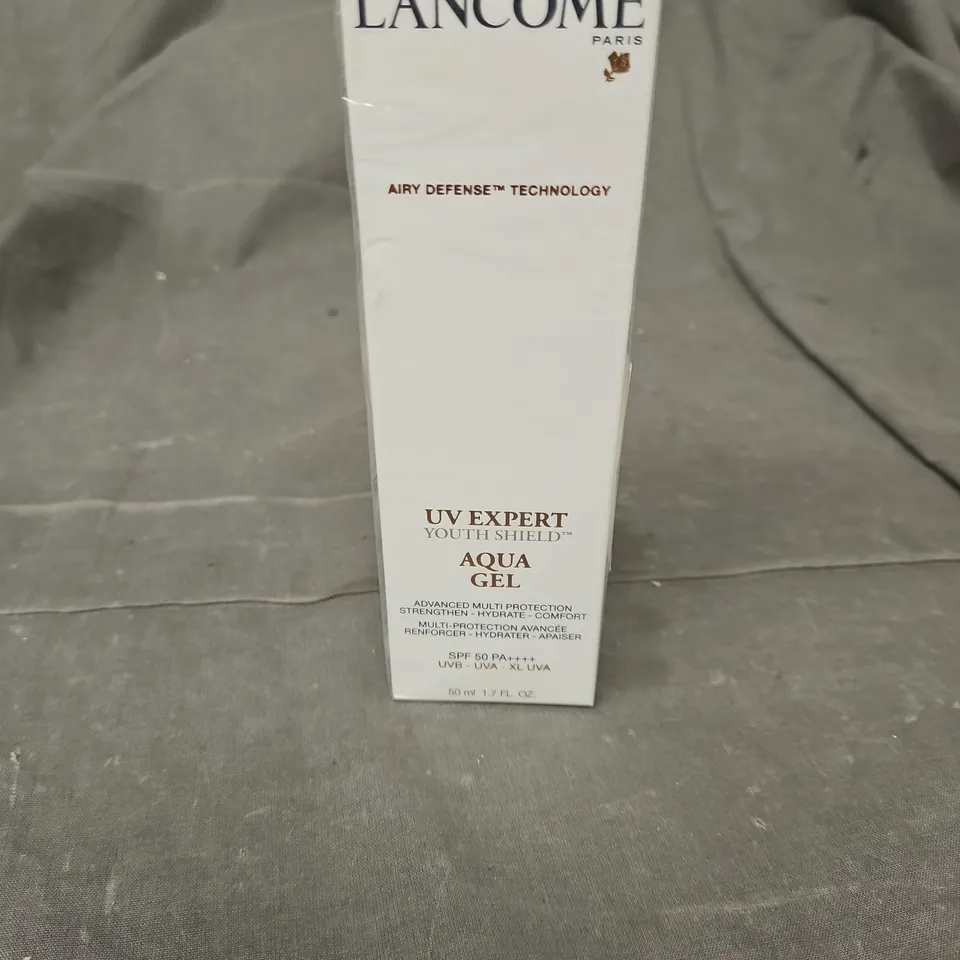 LANCOME
PARIS
AIRY DEFENSE™ TECHNOLOGY
UV EXPERT
YOUTH SHIELD™
AQUA
GEL
ADVANCED MULTI PROTECTION
STRENGTHEN - HYDRATE - COMFORT
MULTI-PROTECTION AVANCÉE
RENFORCER - HYDRATER - APAISER
SPF 50 PA++++
UVB - UVA - XL UVA
50 ml 1.7 FL. OZ.